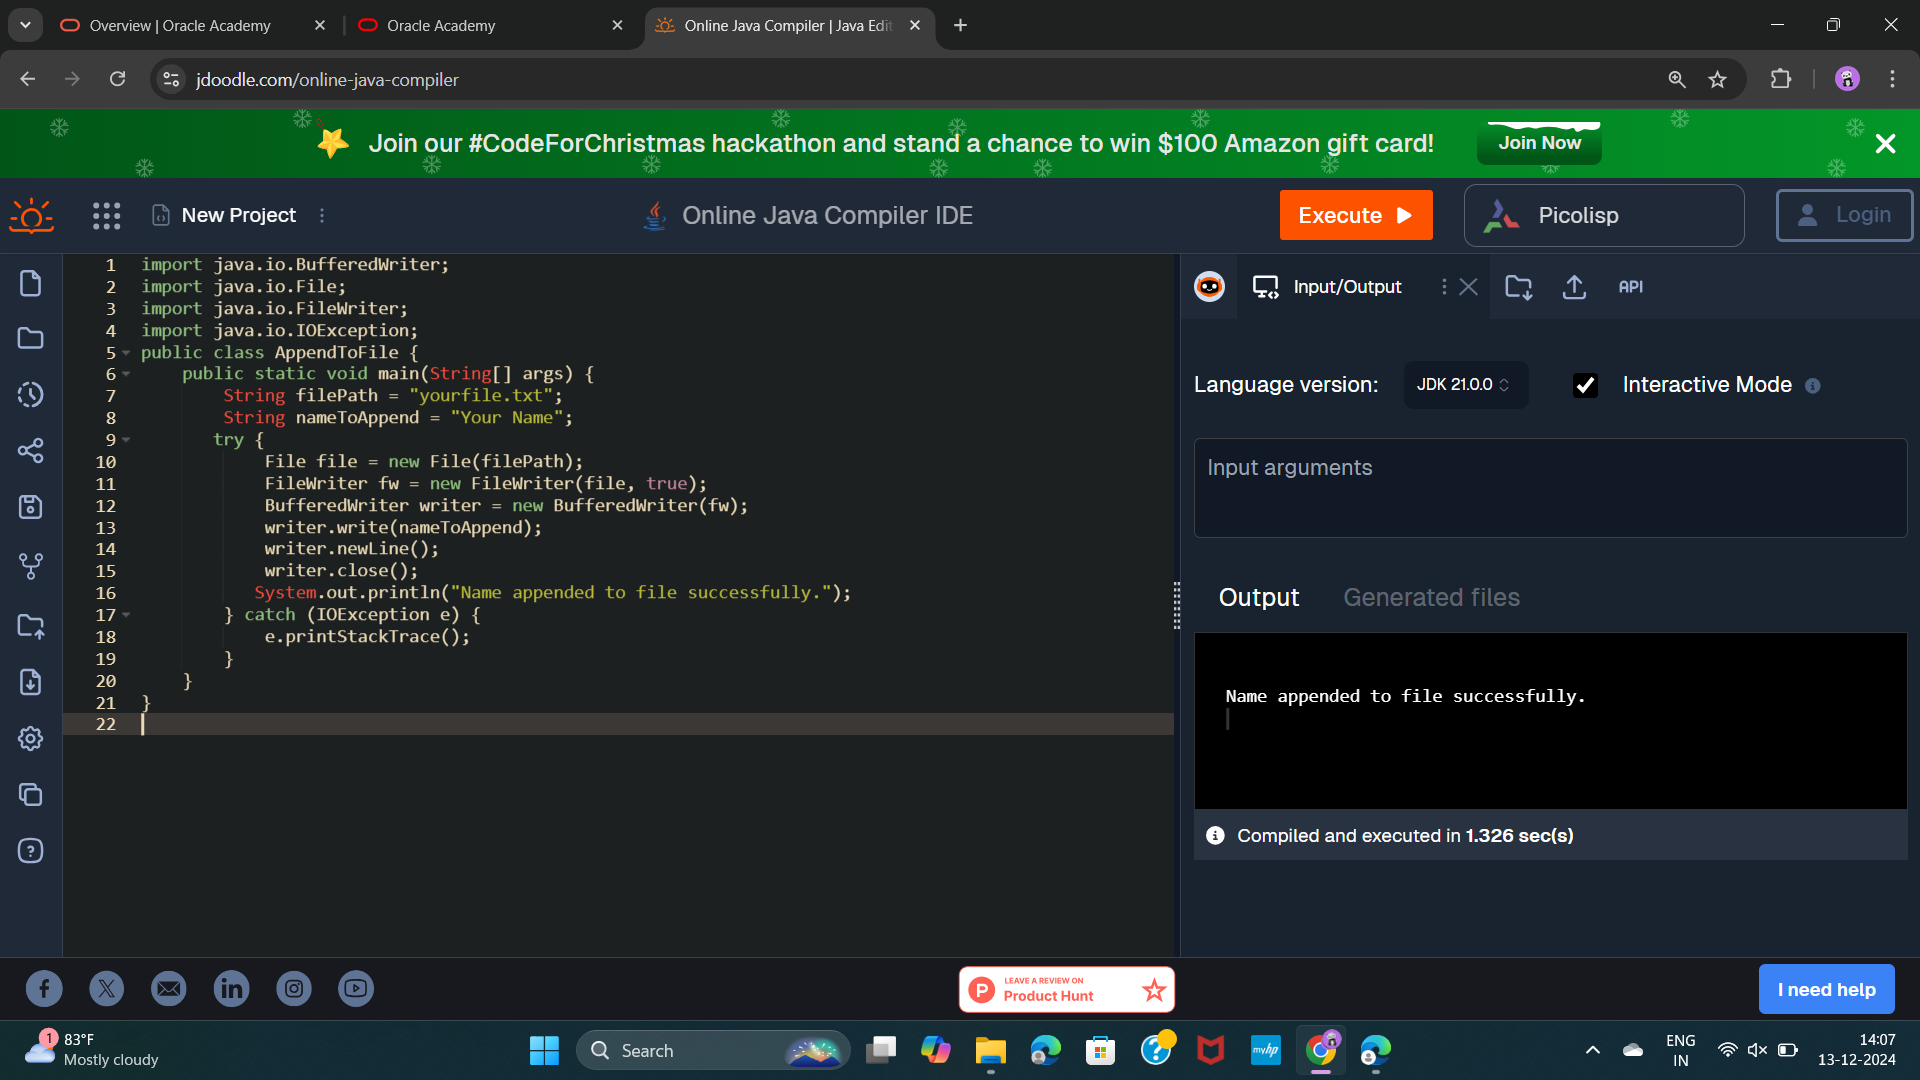 Overview | Oracle Academy
Oracle Academy
Online Java Compiler | Java Edit
jdoodle.com/online-java-compiler
Join our #CodeForChristmas hackathon and stand a chance to win $100 Amazon gift card!
Join Now
New Project
Online Java Compiler IDE
Execute
Picolisp
Login
1 import java.io.BufferedWriter;
2 import java.io.File;
3 import java.io.FileWriter;
4 import java.io.IOException;
5 public class AppendToFile {
6 public static void main(String[] args) {
7 String filePath = "yourfile.txt";
8 String nameToAppend = "Your Name";
9 try {
10 File file = new File(filePath);
11 FileWriter fw = new FileWriter(file, true);
12 BufferedWriter writer = new BufferedWriter(fw);
13 writer.write(nameToAppend);
14 writer.newLine();
15 writer.close();
16 System.out.println("Name appended to file successfully.");
17 } catch (IOException e) {
18 e.printStackTrace();
19 }
20 }
21 }
22
Input/Output
API
Language version:
JDK 21.0.0
Interactive Mode
Input arguments
Output
Generated files
Name appended to file successfully.
Compiled and executed in 1.326 sec(s)
LEAVE A REVIEW ON
P
Product Hunt
I need help
1
83°F
Mostly cloudy
Search
myhp
ENG
IN
14:07
13-12-2024